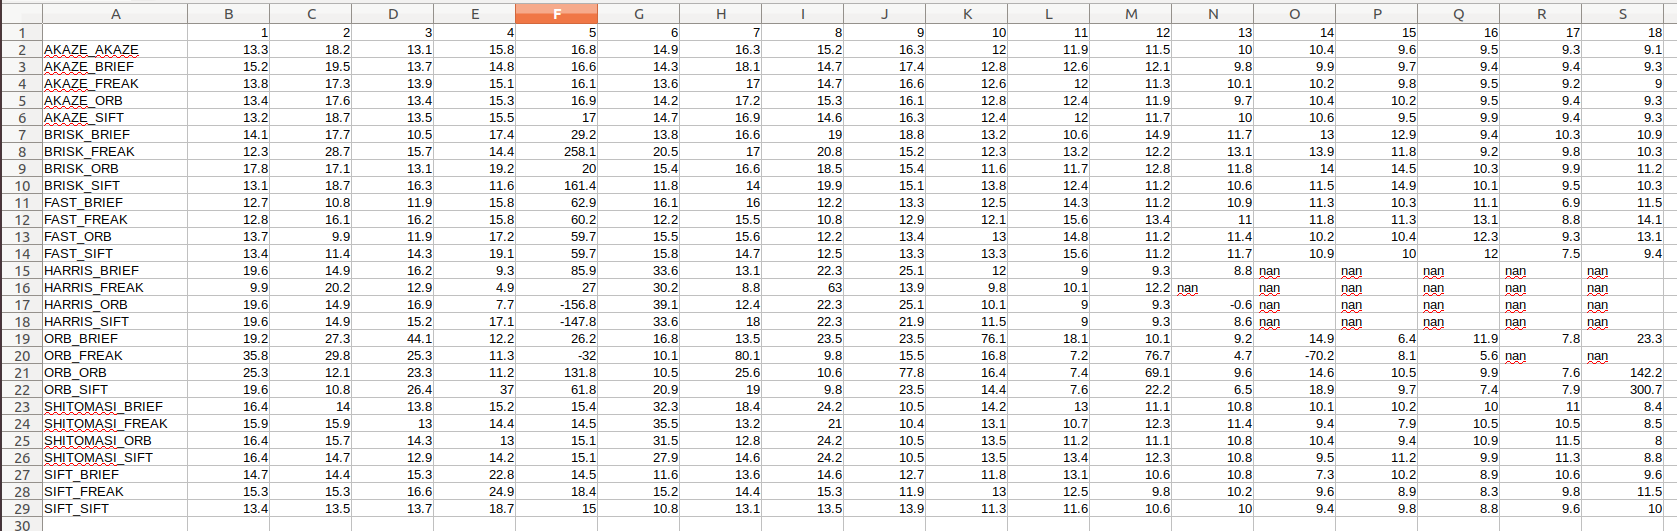 A B C D E F G H I J K L M N O P Q R S
1 1 2 3 4 5 6 7 8 9 10 11 12 13 14 15 16 17 18
2 AKAZE_AKAZE 13.3 18.2 13.1 15.8 16.8 14.9 16.3 15.2 16.3 12 11.9 11.5 10 10.4 9.6 9.5 9.3 9.1
3 AKAZE_BRIEF 15.2 19.5 13.7 14.8 16.6 14.3 18.1 14.7 17.4 12.8 12.6 12.1 9.8 9.9 9.7 9.4 9.4 9.3
4 AKAZE_FREAK 13.8 17.3 13.9 15.1 16.1 13.6 17 14.7 16.6 12.6 12 11.3 10.1 10.2 9.8 9.5 9.2 9
5 AKAZE_ORB 13.4 17.6 13.4 15.3 16.9 14.2 17.2 15.3 16.1 12.8 12.4 11.9 9.7 10.4 10.2 9.5 9.4 9.3
6 AKAZE_SIFT 13.2 18.7 13.5 15.5 17 14.7 16.9 14.6 16.3 12.4 12 11.7 10 10.6 9.5 9.9 9.4 9.3
7 BRISK_BRIEF 14.1 17.7 10.5 17.4 29.2 13.8 16.6 19 18.8 13.2 10.6 14.9 11.7 13 12.9 9.4 10.3 10.9
8 BRISK_FREAK 12.3 28.7 15.7 14.4 258.1 20.5 17 20.8 15.2 12.3 13.2 12.2 13.1 13.9 11.8 9.2 9.8 10.3
9 BRISK_ORB 17.8 17.1 13.1 19.2 20 15.4 16.6 18.5 15.4 11.6 11.7 12.8 11.8 14 14.5 10.3 9.9 11.2
10 BRISK_SIFT 13.1 18.7 16.3 11.6 161.4 11.8 14 19.9 15.1 13.8 12.4 11.2 10.6 11.5 14.9 10.1 9.5 10.3
11 FAST_BRIEF 12.7 10.8 11.9 15.8 62.9 16.1 16 12.2 13.3 12.5 14.3 11.2 10.9 11.3 10.3 11.1 6.9 11.5
12 FAST_FREAK 12.8 16.1 16.2 15.8 60.2 12.2 15.5 10.8 12.9 12.1 15.6 13.4 11 11.8 11.3 13.1 8.8 14.1
13 FAST_ORB 13.7 9.9 11.9 17.2 59.7 15.5 15.6 12.2 13.4 13 14.8 11.2 11.4 10.2 10.4 12.3 9.3 13.1
14 FAST_SIFT 13.4 11.4 14.3 19.1 59.7 15.8 14.7 12.5 13.3 13.3 15.6 11.2 11.7 10.9 10 12 7.5 9.4
15 HARRIS_BRIEF 19.6 14.9 16.2 9.3 85.9 33.6 13.1 22.3 25.1 12 9 9.3 8.8 nan nan nan nan nan
16 HARRIS_FREAK 9.9 20.2 12.9 4.9 27 30.2 8.8 63 13.9 9.8 10.1 12.2 nan nan nan nan nan nan
17 HARRIS_ORB 19.6 14.9 16.9 7.7 -156.8 39.1 12.4 22.3 25.1 10.1 9 9.3 -0.6 nan nan nan nan nan
18 HARRIS_SIFT 19.6 14.9 15.2 17.1 -147.8 33.6 18 22.3 21.9 11.5 9 9.3 8.6 nan nan nan nan nan
19 ORB_BRIEF 19.2 27.3 44.1 12.2 26.2 16.8 13.5 23.5 23.5 76.1 18.1 10.1 9.2 14.9 6.4 11.9 7.8 23.3
20 ORB_FREAK 35.8 29.8 25.3 11.3 -32 10.1 80.1 9.8 15.5 16.8 7.2 76.7 4.7 -70.2 8.1 5.6 nan nan
21 ORB_ORB 25.3 12.1 23.3 11.2 131.8 10.5 25.6 10.6 77.8 16.4 7.4 69.1 9.6 14.6 10.5 9.9 7.6 142.2
22 ORB_SIFT 19.6 10.8 26.4 37 61.8 20.9 19 9.8 23.5 14.4 7.6 22.2 6.5 18.9 9.7 7.4 7.9 300.7
23 SHITOMASI_BRIEF 16.4 14 13.8 15.2 15.4 32.3 18.4 24.2 10.5 14.2 13 11.1 10.8 10.1 10.2 10 11 8.4
24 SHITOMASI_FREAK 15.9 15.9 13 14.4 14.5 35.5 13.2 21 10.4 13.1 10.7 12.3 11.4 9.4 7.9 10.5 10.5 8.5
25 SHITOMASI_ORB 16.4 15.7 14.3 13 15.1 31.5 12.8 24.2 10.5 13.5 11.2 11.1 10.8 10.4 9.4 10.9 11.5 8
26 SHITOMASI_SIFT 16.4 14.7 12.9 14.2 15.1 27.9 14.6 24.2 10.5 13.5 13.4 12.3 10.8 9.5 11.2 9.9 11.3 8.8
27 SIFT_BRIEF 14.7 14.4 15.3 22.8 14.5 11.6 13.6 14.6 12.7 11.8 13.1 10.6 10.8 7.3 10.2 8.9 10.6 9.6
28 SIFT_FREAK 15.3 15.3 16.6 24.9 18.4 15.2 14.4 15.3 11.9 13 12.5 9.8 10.2 9.6 8.9 8.3 9.8 11.5
29 SIFT_SIFT 13.4 13.5 13.7 18.7 15 10.8 13.1 13.5 13.9 11.3 11.6 10.6 10 9.4 9.8 8.8 9.6 10
30